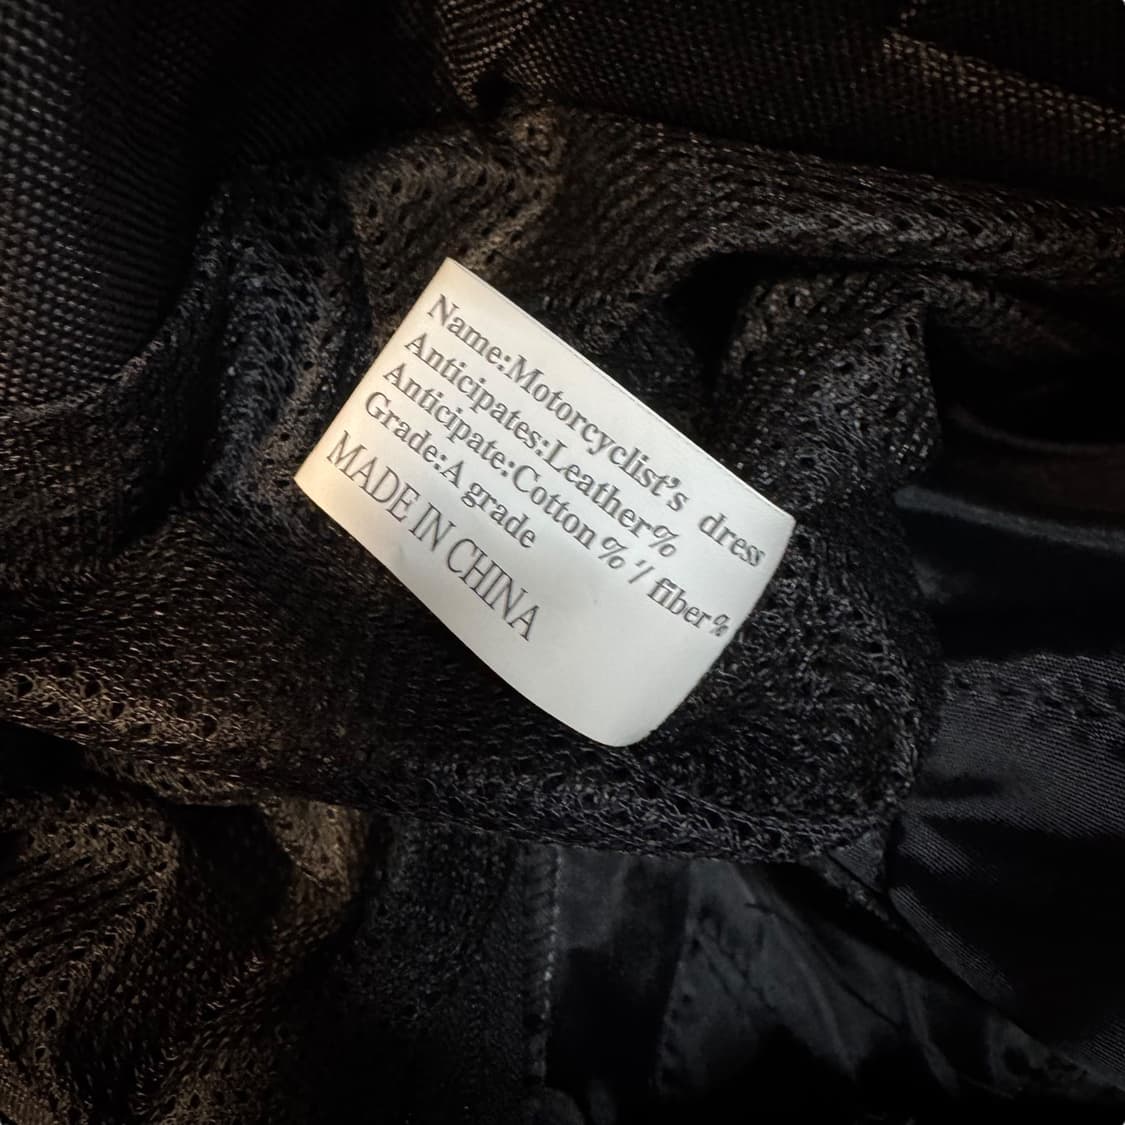 Name:Motorcyclist's dress
Anticipates:Leather%
Anticipate:Cotton%'/fiber%
Grade:A grade
MADE IN CHINA